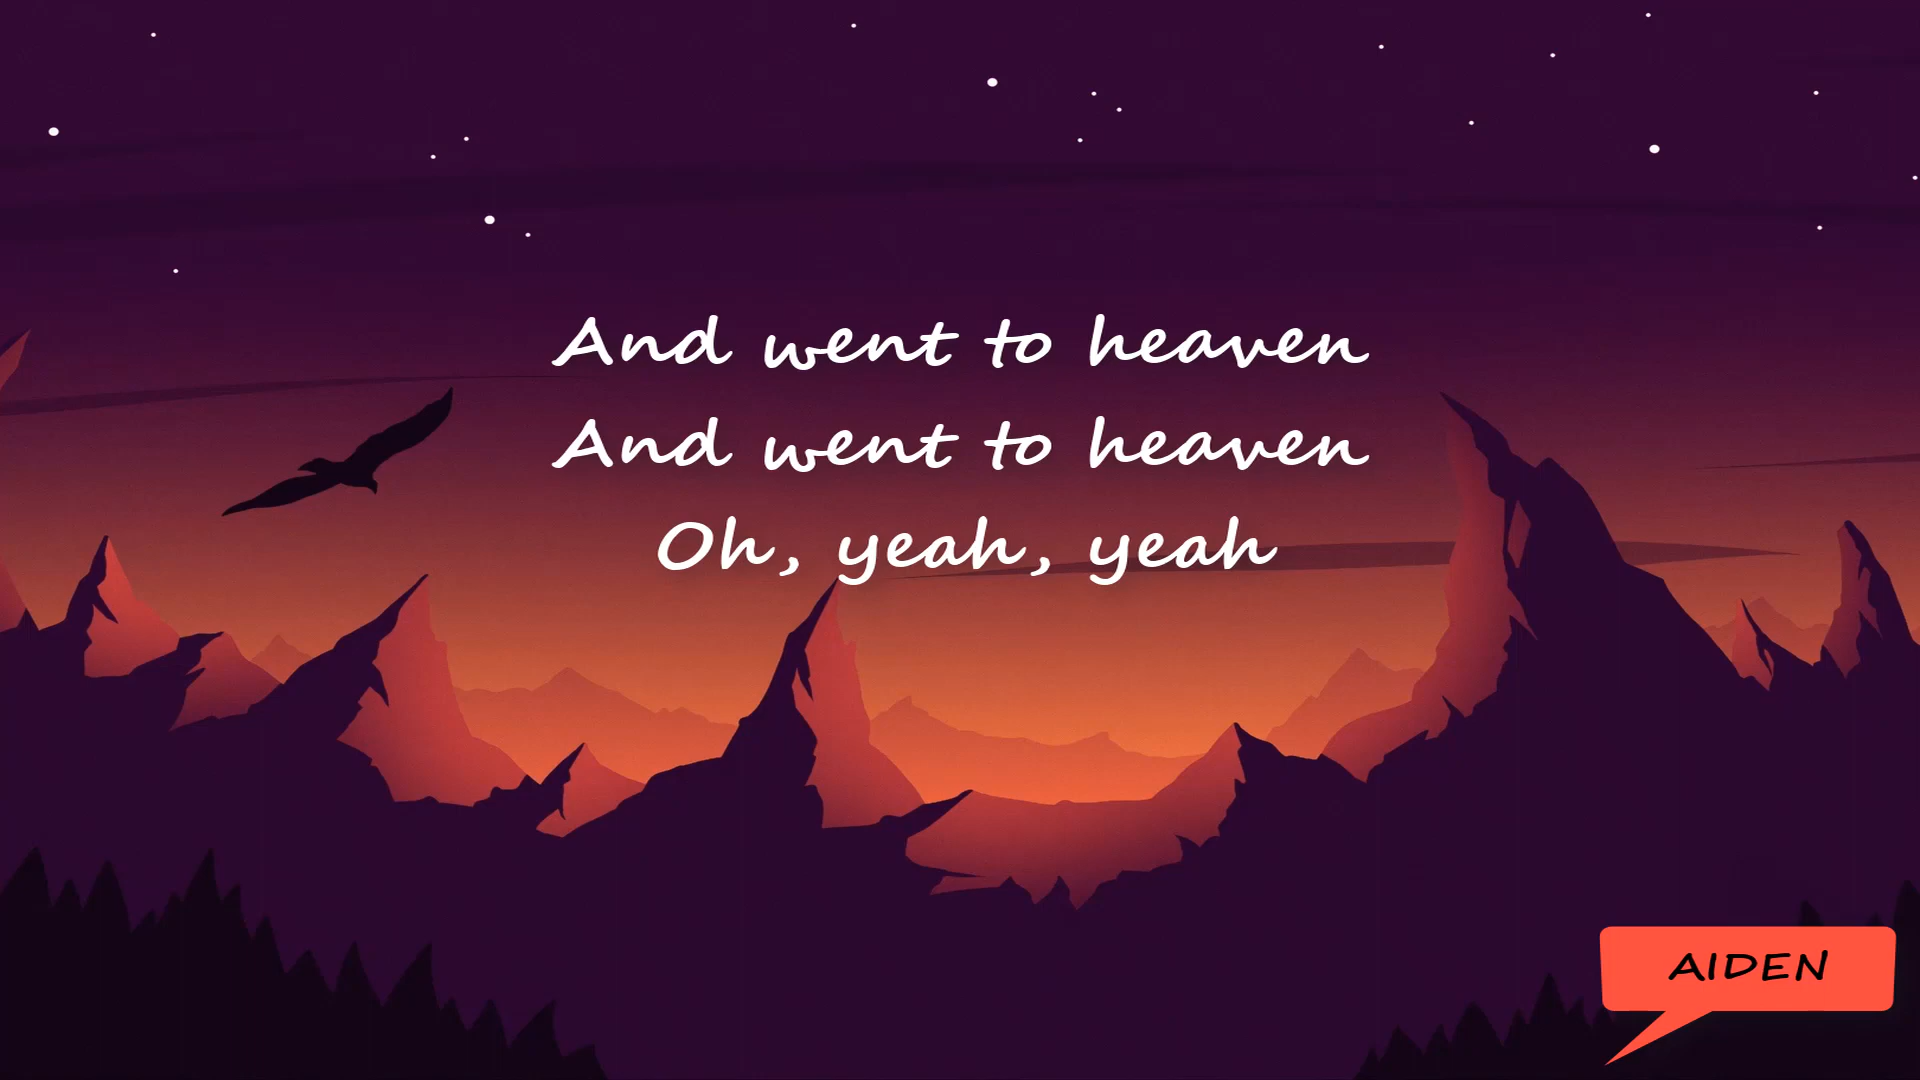 And went to heaven
And went to heaven
Oh, yeah, yeah
AIDEN